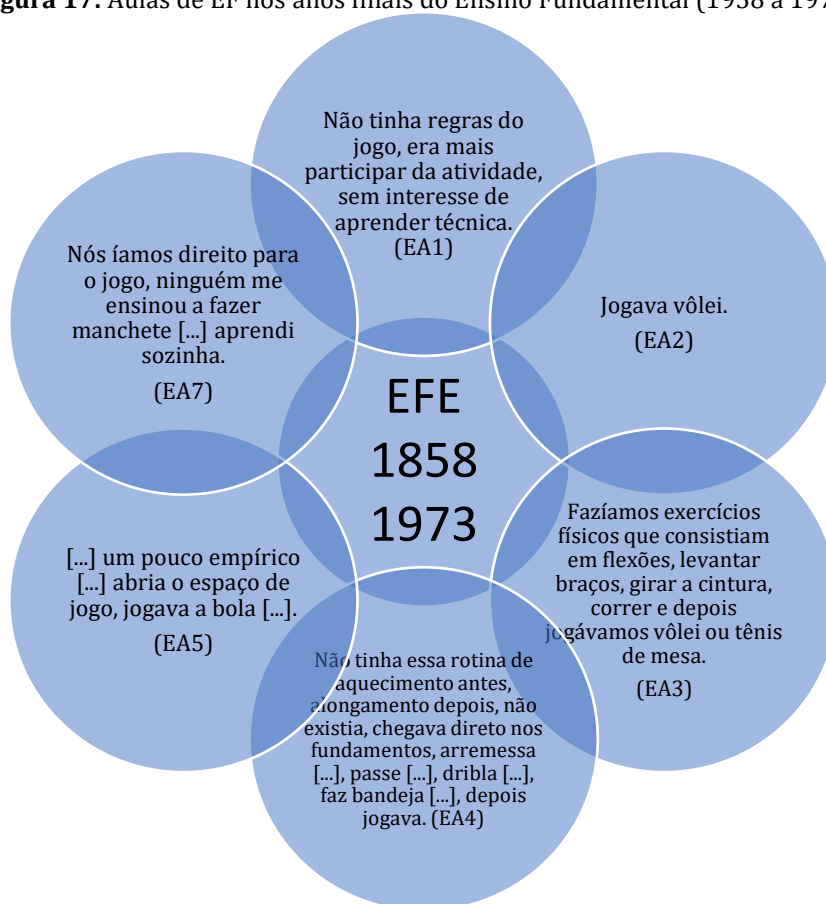 gura 17. Aulas de EF nos anos finais do Ensino Fundamental (1958 a 197
Não tinha regras do
jogo, era mais
participar da atividade,
sem interesse de
aprender técnica.
(EA1)
Jogava vôlei.
(EA2)
Fazíamos exercícios
físicos que consistiam
em flexões, levantar
braços, girar a cintura,
correr e depois
jogávamos vôlei ou tênis
de mesa.
(EA3)
Não tinha essa rotina de
aquecimento antes,
alongamento depois, não
existia, chegava direto nos
fundamentos, arremessa
[...], passe [...], dribla [...],
faz bandeja [...], depois
jogava. (EA4)
[...] um pouco empírico
[...] abria o espaço de
jogo, jogava a bola [...].
(EA5)
Nós íamos direito para
o jogo, ninguém me
ensinou a fazer
manchete [...] aprendi
sozinha.
(EA7)
EFE
1858
1973